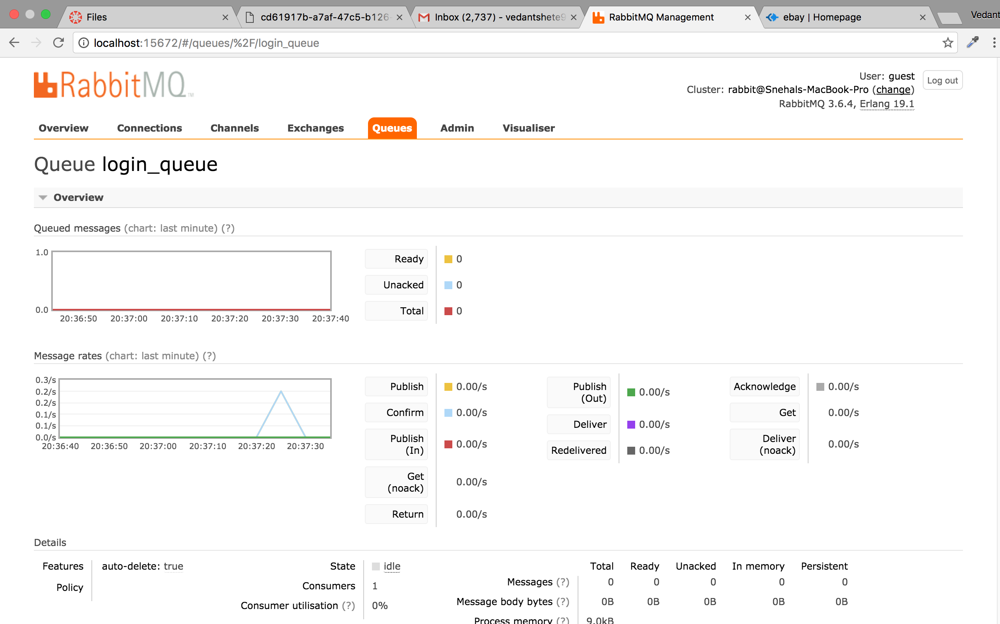 Files
cd61917b-a7af-47c5-b126-
Inbox (2,737) - vedantshete9
RabbitMQ Management
ebay | Homepage
Vedant
localhost:15672/#/queues/%2F/login_queue
RabbitMQ™
User: guest
Cluster: rabbit@Snehals-MacBook-Pro (change)
RabbitMQ 3.6.4, Erlang 19.1
Log out
Overview Connections Channels Exchanges Queues Admin Visualiser
Queue login_queue
Overview
Queued messages (chart: last minute) (?)
1.0
0.0
20:36:50 20:37:00 20:37:10 20:37:20 20:37:30 20:37:40
Ready 0
Unacked 0
Total 0
Message rates (chart: last minute) (?)
0.3/s
0.2/s
0.2/s
0.1/s
0.1/s
0.0/s
20:36:40 20:36:50 20:37:00 20:37:10 20:37:20 20:37:30
Publish 0.00/s
Confirm 0.00/s
Publish (In) 0.00/s
Get (noack) 0.00/s
Return 0.00/s
Publish (Out) 0.00/s
Deliver 0.00/s
Redelivered 0.00/s
Acknowledge 0.00/s
Get 0.00/s
Deliver (noack) 0.00/s
Details
Features auto-delete: true
Policy
State idle
Consumers 1
Consumer utilisation (?) 0%
Total Ready Unacked In memory Persistent
Messages (?) 0 0 0 0 0
Message body bytes (?) 0B 0B 0B 0B 0B
Process memory (?) 9.0kB